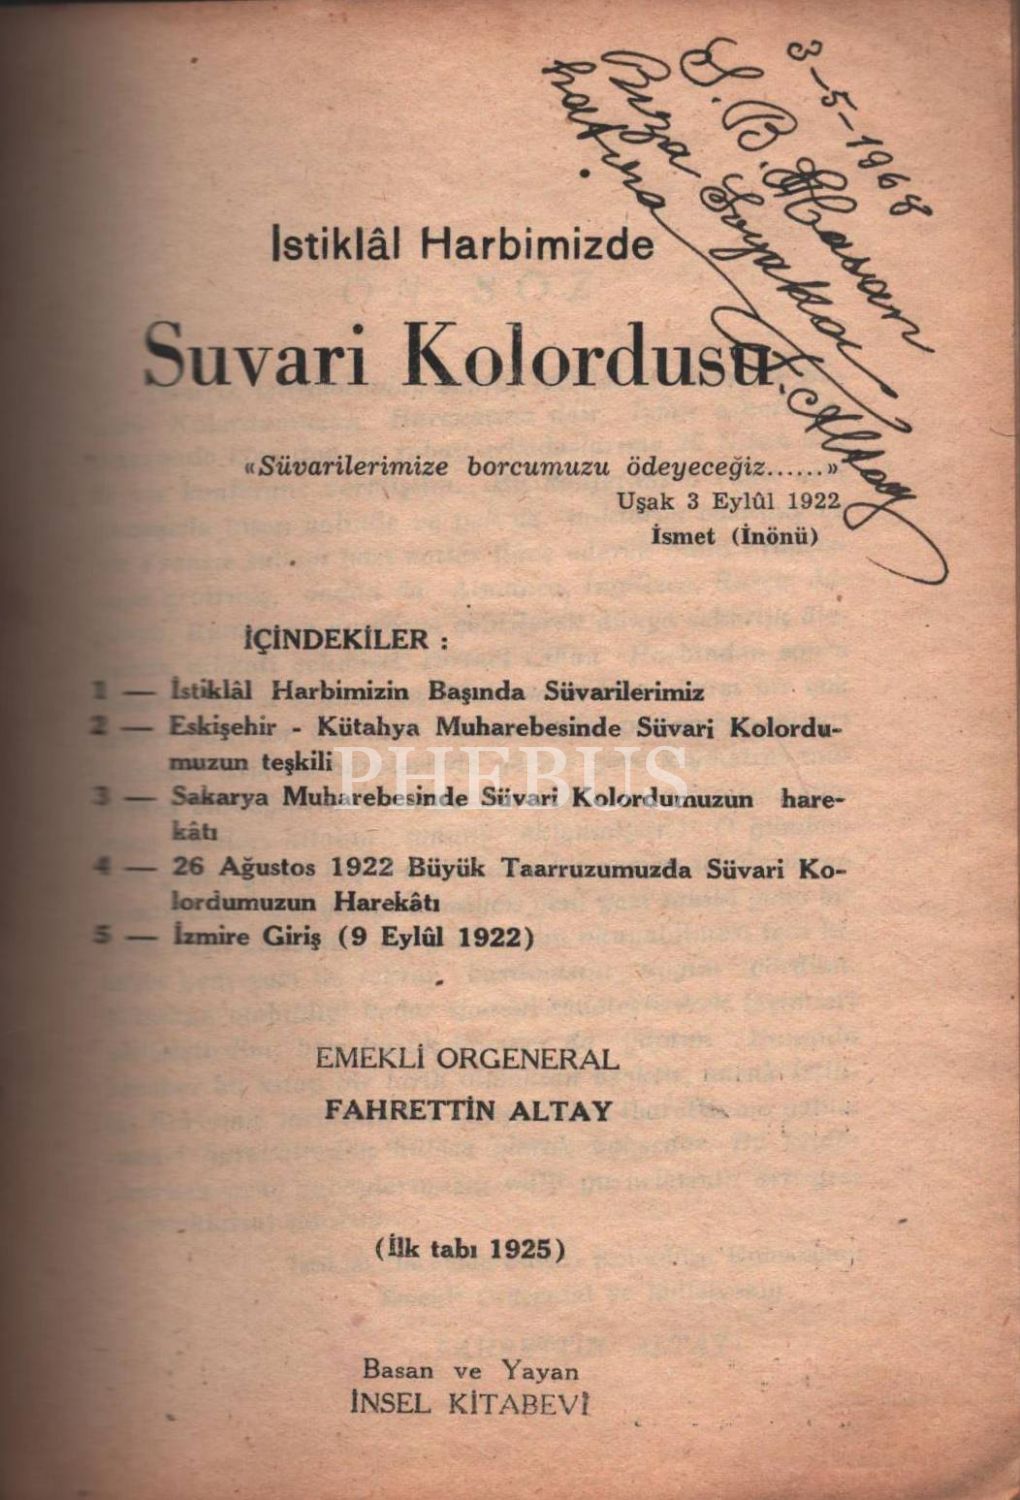 3-5-1968
S. B. Hasan
Rıza Soyak
hatıra
F. Altay
İstiklâl Harbimizde
Suvari Kolordusu
«Süvarilerimize borcumuzu ödeyeceğiz......»
Uşak 3 Eylûl 1922
İsmet (İnönü)
İÇİNDEKİLER :
1 — İstiklâl Harbimizin Başında Süvarilerimiz
2 — Eskişehir - Kütahya Muharebesinde Süvari Kolordu-
muzun teşkili
3 — Sakarya Muharebesinde Süvari Kolordumuzun hare-
kâtı
4 — 26 Ağustos 1922 Büyük Taarruzumuzda Süvari Ko-
lordumuzun Harekâtı
5 — İzmire Giriş (9 Eylûl 1922)
PHEBUS
EMEKLİ ORGENERAL
FAHRETTİN ALTAY
(İlk tabı 1925)
Basan ve Yayan
İNSEL KİTABEVİ